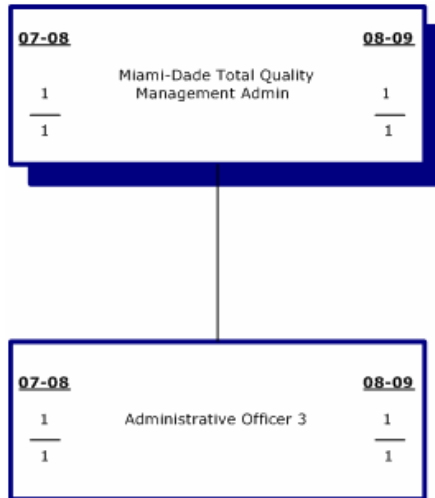 07-08 08-09
Miami-Dade Total Quality
Management Admin
1 1
1 1
07-08 08-09
1 Administrative Officer 3 1
1 1